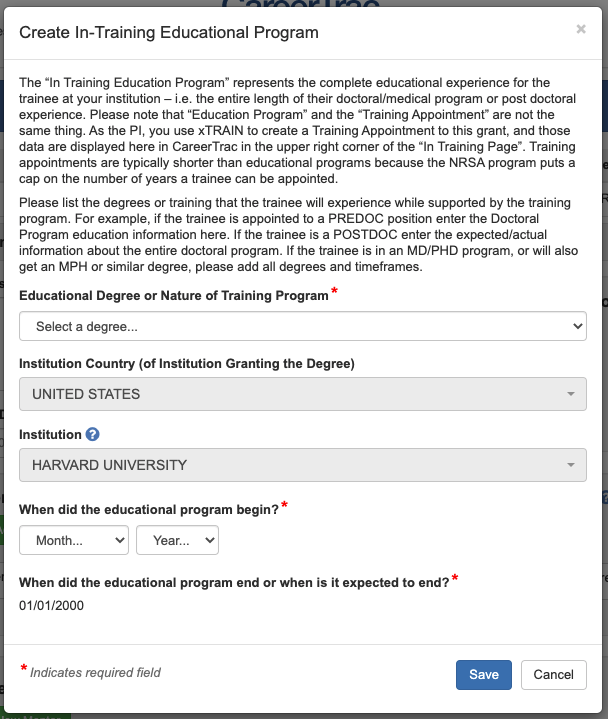 Create In-Training Educational Program
×
The “In Training Education Program” represents the complete educational experience for the
trainee at your institution – i.e. the entire length of their doctoral/medical program or post doctoral
experience. Please note that “Education Program” and the “Training Appointment” are not the
same thing. As the PI, you use xTRAIN to create a Training Appointment to this grant, and those
data are displayed here in CareerTrac in the upper right corner of the “In Training Page”. Training
appointments are typically shorter than educational programs because the NRSA program puts a
cap on the number of years a trainee can be appointed.
Please list the degrees or training that the trainee will experience while supported by the training
program. For example, if the trainee is appointed to a PREDOC position enter the Doctoral
Program education information here. If the trainee is a POSTDOC enter the expected/actual
information about the entire doctoral program. If the trainee is in an MD/PHD program, or will also
get an MPH or similar degree, please add all degrees and timeframes.
Educational Degree or Nature of Training Program*
Select a degree...
Institution Country (of Institution Granting the Degree)
UNITED STATES
Institution ?
HARVARD UNIVERSITY
When did the educational program begin?*
Month... Year...
When did the educational program end or when is it expected to end?*
01/01/2000
* Indicates required field
Save Cancel